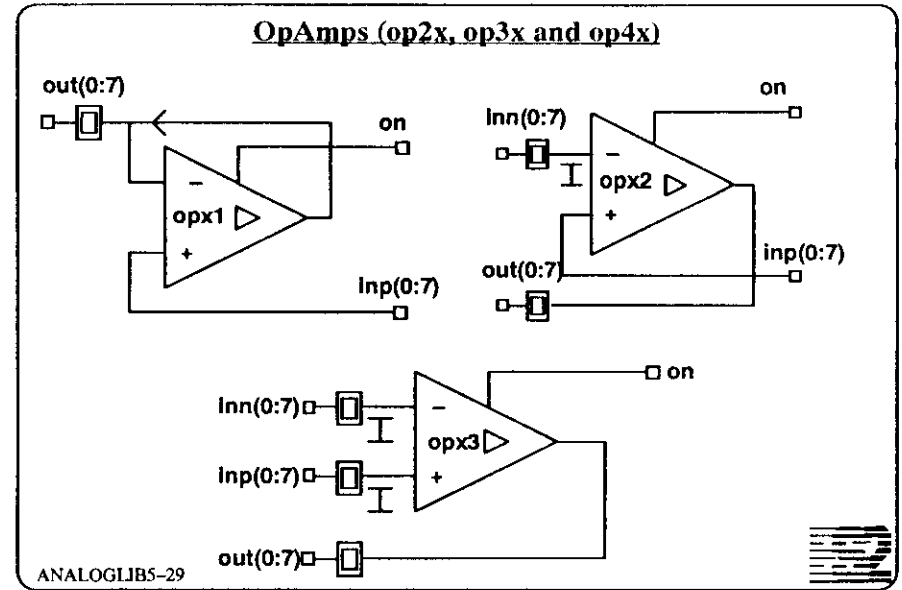 OpAmps (op2x, op3x and op4x)
out(0:7)
on
−
opx1
+
inp(0:7)
inn(0:7)
on
−
opx2
+
inp(0:7)
out(0:7)
on
inn(0:7)
−
opx3
inp(0:7)
+
out(0:7)
ANALOGLIB5–29